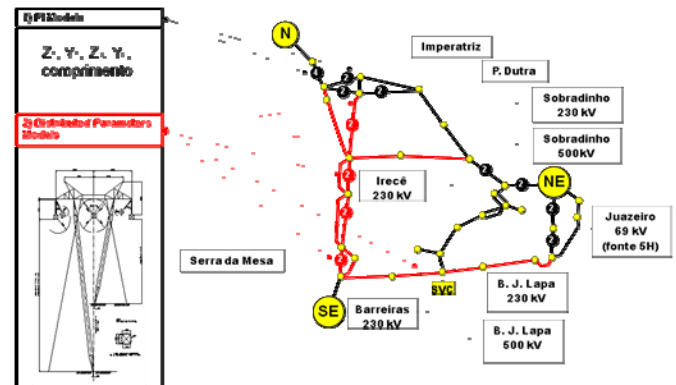 1) PI Models
Z+, Y+, Z₀, Y₀,
comprimento
2) Distributed Parameters
Models
N
Imperatriz
P. Dutra
Sobradinho
230 kV
Sobradinho
500kV
NE
Irecê
230 kV
Juazeiro
69 kV
(fonte 5H)
Serra da Mesa
SVC
B. J. Lapa
230 kV
SE
Barreiras
230 kV
B. J. Lapa
500 kV